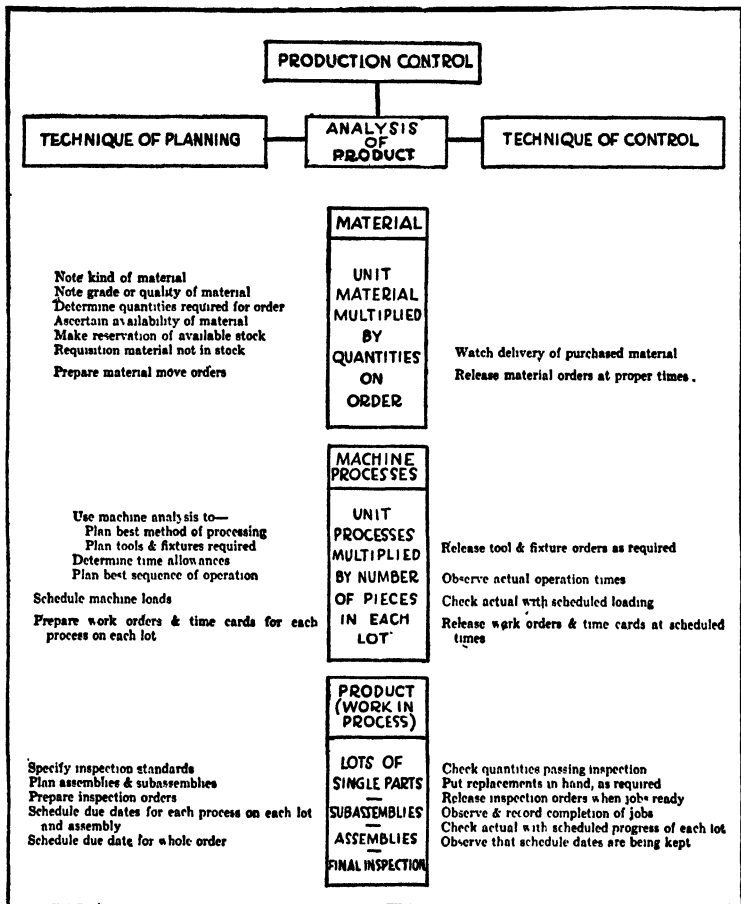 PRODUCTION CONTROL
TECHNIQUE OF PLANNING
ANALYSIS
OF
PRODUCT
TECHNIQUE OF CONTROL
MATERIAL
UNIT
MATERIAL
MULTIPLIED
BY
QUANTITIES
ON
ORDER
Note kind of material
Note grade or quality of material
Determine quantities required for order
Ascertain availability of material
Make reservation of available stock
Requisition material not in stock
Prepare material move orders
Watch delivery of purchased material
Release material orders at proper times.
MACHINE
PROCESSES
UNIT
PROCESSES
MULTIPLIED
BY NUMBER
OF PIECES
IN EACH
LOT
Use machine analysis to—
Plan best method of processing
Plan tools & fixtures required
Determine time allowances
Plan best sequence of operation
Schedule machine loads
Prepare work orders & time cards for each
process on each lot
Release tool & fixture orders as required
Observe actual operation times
Check actual with scheduled loading
Release work orders & time cards at scheduled
times
PRODUCT
(WORK IN
PROCESS)
LOTS OF
SINGLE PARTS
—
SUBASSEMBLIES
—
ASSEMBLIES
—
FINAL INSPECTION
Specify inspection standards
Plan assemblies & subassemblies
Prepare inspection orders
Schedule due dates for each process on each lot
and assembly
Schedule due date for whole order
Check quantities passing inspection
Put replacements in hand, as required
Release inspection orders when jobs ready
Observe & record completion of jobs
Check actual with scheduled progress of each lot
Observe that schedule dates are being kept